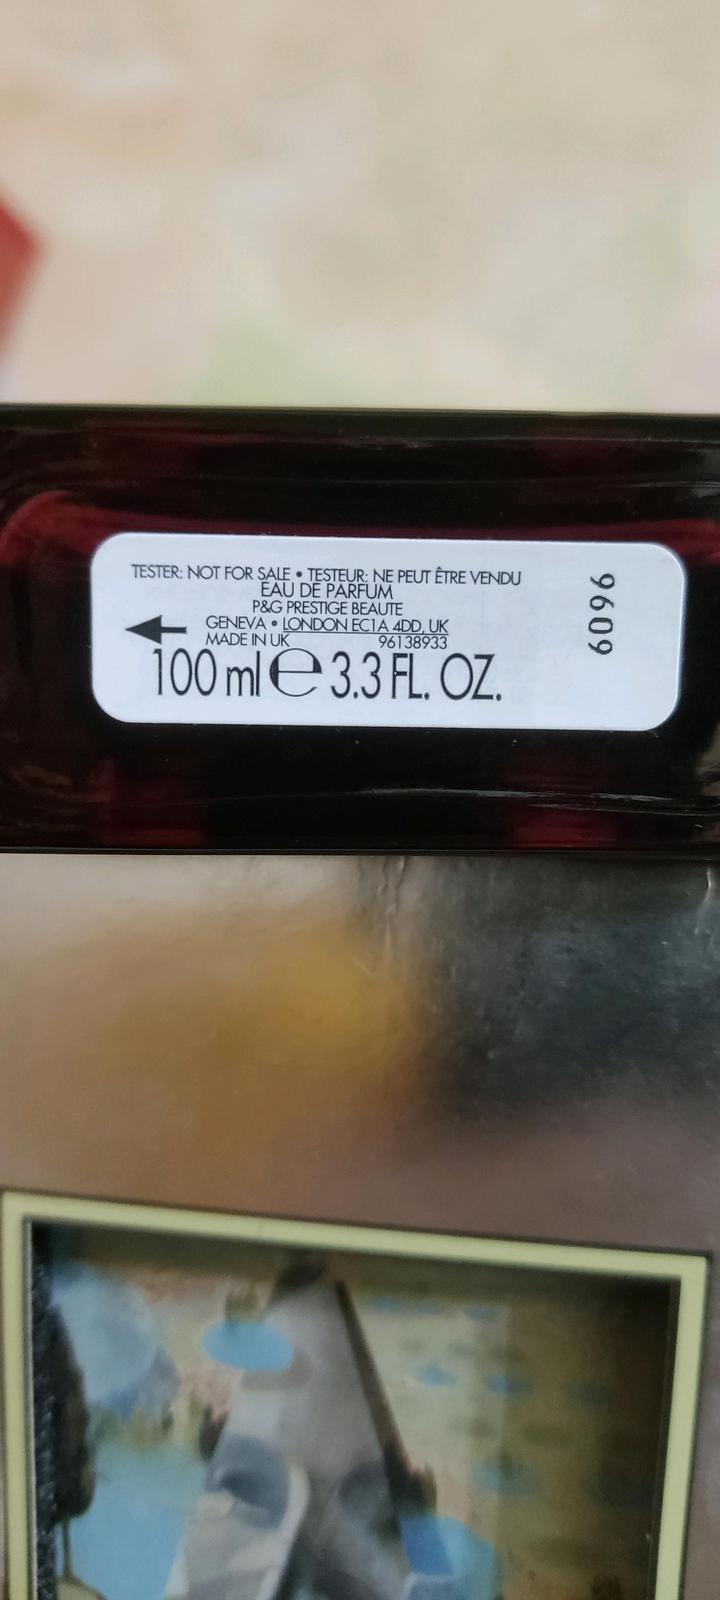 TESTER: NOT FOR SALE • TESTEUR: NE PEUT ÊTRE VENDU
EAU DE PARFUM
P&G PRESTIGE BEAUTE
GENEVA • LONDON EC1A 4DD, UK
MADE IN UK 96138933
100 ml e 3.3 FL. OZ.
6096